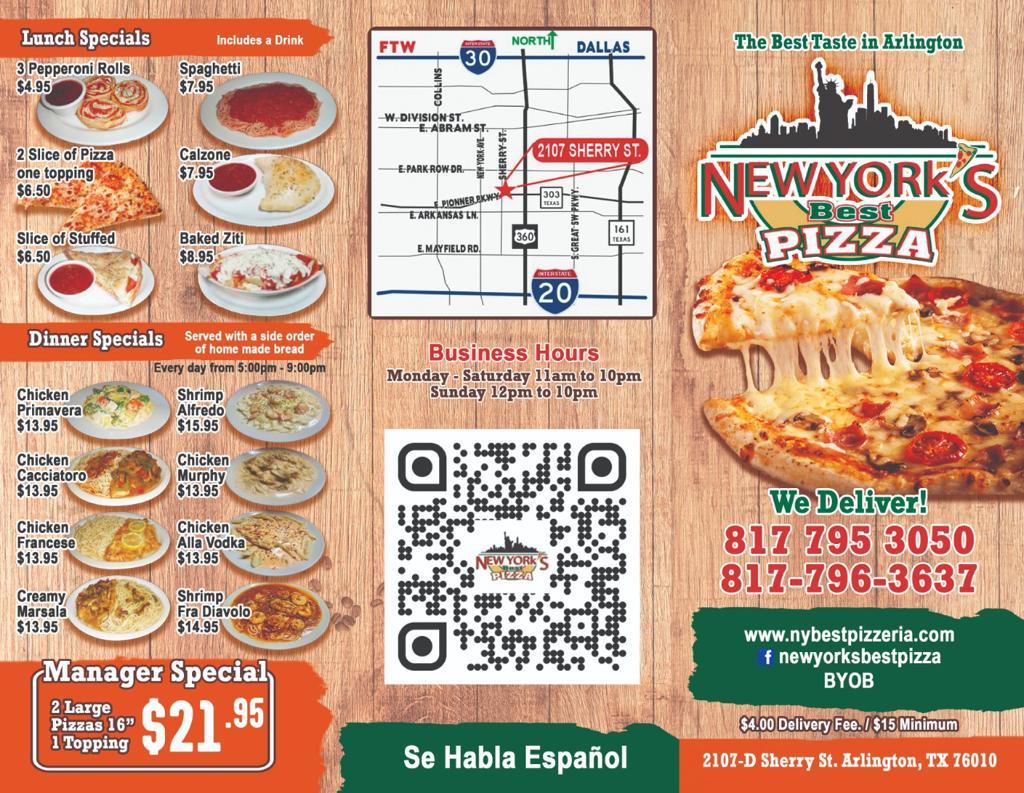 Lunch Specials
Includes a Drink
3 Pepperoni Rolls
$4.95
Spaghetti
$7.95
2 Slice of Pizza
one topping
$6.50
Calzone
$7.95
Slice of Stuffed
$6.50
Baked Ziti
$8.95
Dinner Specials
Served with a side order
of home made bread
Every day from 5:00pm - 9:00pm
Chicken
Primavera
$13.95
Shrimp
Alfredo
$15.95
Chicken
Cacciatoro
$13.95
Chicken
Murphy
$13.95
Chicken
Francese
$13.95
Chicken
Alla Vodka
$13.95
Creamy
Marsala
$13.95
Shrimp
Fra Diavolo
$14.95
Manager Special
2 Large
Pizzas 16”
1 Topping
$21.95
FTW
INTERSTATE
30
NORTH
DALLAS
COLLINS
W. DIVISION ST.
E. ABRAM ST.
NEW YORK AVE.
SHERRY ST.
2107 SHERRY ST.
E. PARK ROW DR.
E. PIONNER PKWY
303
TEXAS
E. ARKANSAS LN.
S. GREAT SW PKWY.
360
161
TEXAS
E. MAYFIELD RD.
INTERSTATE
20
Business Hours
Monday - Saturday 11am to 10pm
Sunday 12pm to 10pm
NEW YORK'S
Best
PIZZA
Se Habla Español
The Best Taste in Arlington
NEW YORK'S
Best
PIZZA
We Deliver!
817 795 3050
817-796-3637
www.nybestpizzeria.com
f newyorksbestpizza
BYOB
$4.00 Delivery Fee. / $15 Minimum
2107-D Sherry St. Arlington, TX 76010